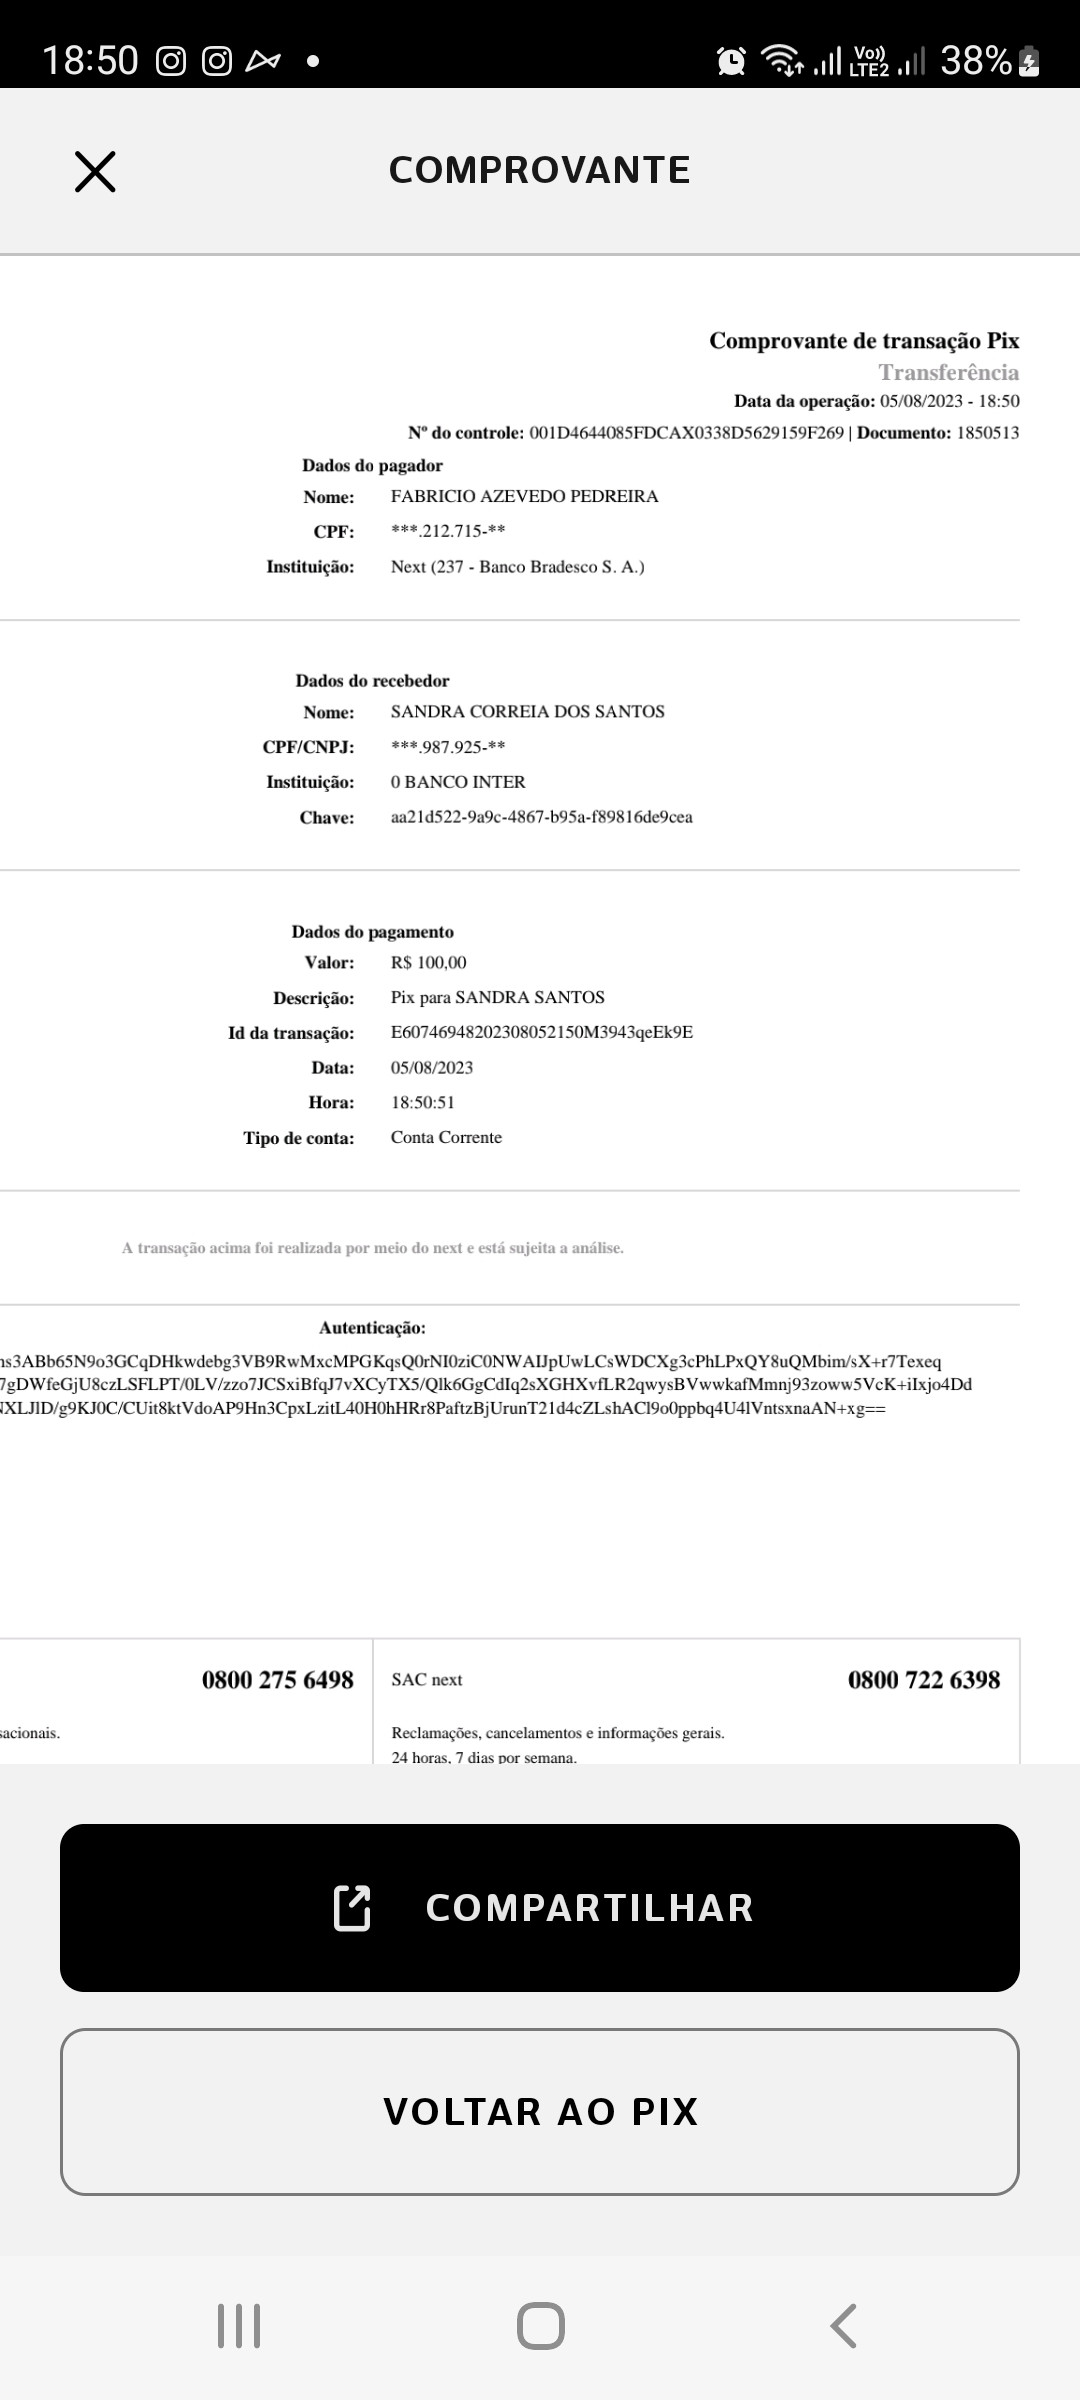 18:50
Vo)) LTE2 38%
COMPROVANTE
Comprovante de transação Pix
Transferência
Data da operação: 05/08/2023 - 18:50
Nº do controle: 001D4644085FDCAX0338D5629159F269 | Documento: 1850513
Dados do pagador
Nome: FABRICIO AZEVEDO PEDREIRA
CPF: ***.212.715-**
Instituição: Next (237 - Banco Bradesco S. A.)
Dados do recebedor
Nome: SANDRA CORREIA DOS SANTOS
CPF/CNPJ: ***.987.925-**
Instituição: 0 BANCO INTER
Chave: aa21d522-9a9c-4867-b95a-f89816de9cea
Dados do pagamento
Valor: R$ 100,00
Descrição: Pix para SANDRA SANTOS
Id da transação: E60746948202308052150M3943qeEk9E
Data: 05/08/2023
Hora: 18:50:51
Tipo de conta: Conta Corrente
A transação acima foi realizada por meio do next e está sujeita a análise.
Autenticação:
ns3ABb65N9o3GCqDHkwdebg3VB9RwMxcMPGKqsQ0rNI0ziC0NWAIJpUwLCsWDCXg3cPhLPxQY8uQMbim/sX+r7Texeq
7gDWfeGjU8czLSFLPT/0LV/zzo7JCSxiBfqJ7vXCyTX5/Qlk6GgCdIq2sXGHXvfLR2qwysBVwwkafMmnj93zoww5VcK+iIxjo4Dd
NXLJlD/g9KJ0C/CUit8ktVdoAP9Hn3CpxLzitL40H0hHRr8PaftzBjUrunT21d4cZLshACl9o0ppbq4U4lVntsxnaAN+xg==
0800 275 6498
sacionais.
SAC next 0800 722 6398
Reclamações, cancelamentos e informações gerais.
24 horas, 7 dias por semana.
COMPARTILHAR
VOLTAR AO PIX